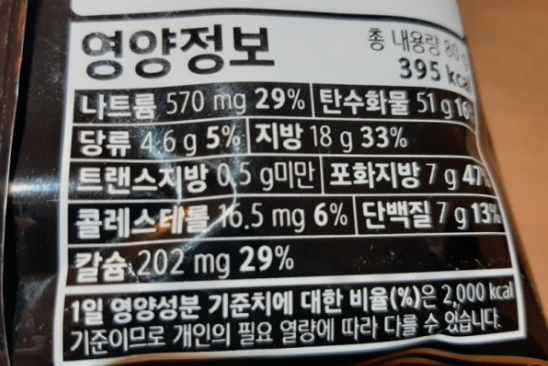 영양정보
총 내용량 80 g
395 kcal
나트륨 570 mg 29% 탄수화물 51 g 16%
당류 4.6 g 5% 지방 18 g 33%
트랜스지방 0.5 g미만 포화지방 7 g 47%
콜레스테롤 16.5 mg 6% 단백질 7 g 13%
칼슘 202 mg 29%
1일 영양성분 기준치에 대한 비율(%)은 2,000 kcal
기준이므로 개인의 필요 열량에 따라 다를 수 있습니다.